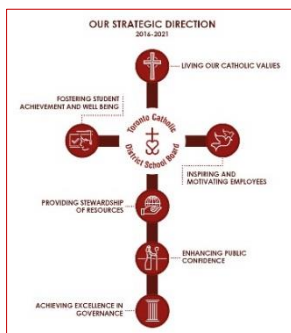 OUR STRATEGIC DIRECTION
2016-2021
LIVING OUR CATHOLIC VALUES
FOSTERING STUDENT
ACHIEVEMENT AND WELL BEING
Toronto Catholic
District School Board
INSPIRING AND
MOTIVATING EMPLOYEES
PROVIDING STEWARDSHIP
OF RESOURCES
ENHANCING PUBLIC
CONFIDENCE
ACHIEVING EXCELLENCE IN
GOVERNANCE